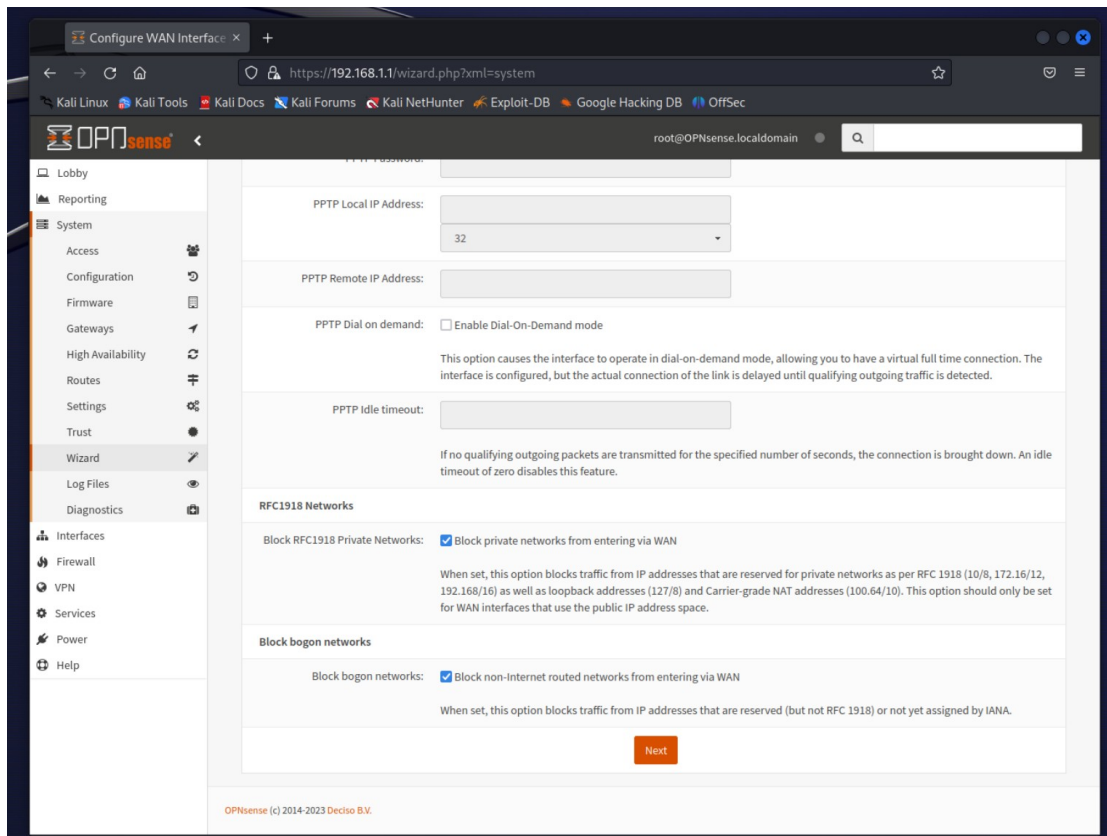 Configure WAN Interface
https://192.168.1.1/wizard.php?xml=system
Kali Linux Kali Tools Kali Docs Kali Forums Kali NetHunter Exploit-DB Google Hacking DB OffSec
OPNsense root@OPNsense.localdomain
Lobby
Reporting
System
Access
Configuration
Firmware
Gateways
High Availability
Routes
Settings
Trust
Wizard
Log Files
Diagnostics
Interfaces
Firewall
VPN
Services
Power
Help
PPTP Password:
PPTP Local IP Address:
32
PPTP Remote IP Address:
PPTP Dial on demand: Enable Dial-On-Demand mode
This option causes the interface to operate in dial-on-demand mode, allowing you to have a virtual full time connection. The
interface is configured, but the actual connection of the link is delayed until qualifying outgoing traffic is detected.
PPTP Idle timeout:
If no qualifying outgoing packets are transmitted for the specified number of seconds, the connection is brought down. An idle
timeout of zero disables this feature.
RFC1918 Networks
Block RFC1918 Private Networks: Block private networks from entering via WAN
When set, this option blocks traffic from IP addresses that are reserved for private networks as per RFC 1918 (10/8, 172.16/12,
192.168/16) as well as loopback addresses (127/8) and Carrier-grade NAT addresses (100.64/10). This option should only be set
for WAN interfaces that use the public IP address space.
Block bogon networks
Block bogon networks: Block non-Internet routed networks from entering via WAN
When set, this option blocks traffic from IP addresses that are reserved (but not RFC 1918) or not yet assigned by IANA.
Next
OPNsense (c) 2014-2023 Deciso B.V.